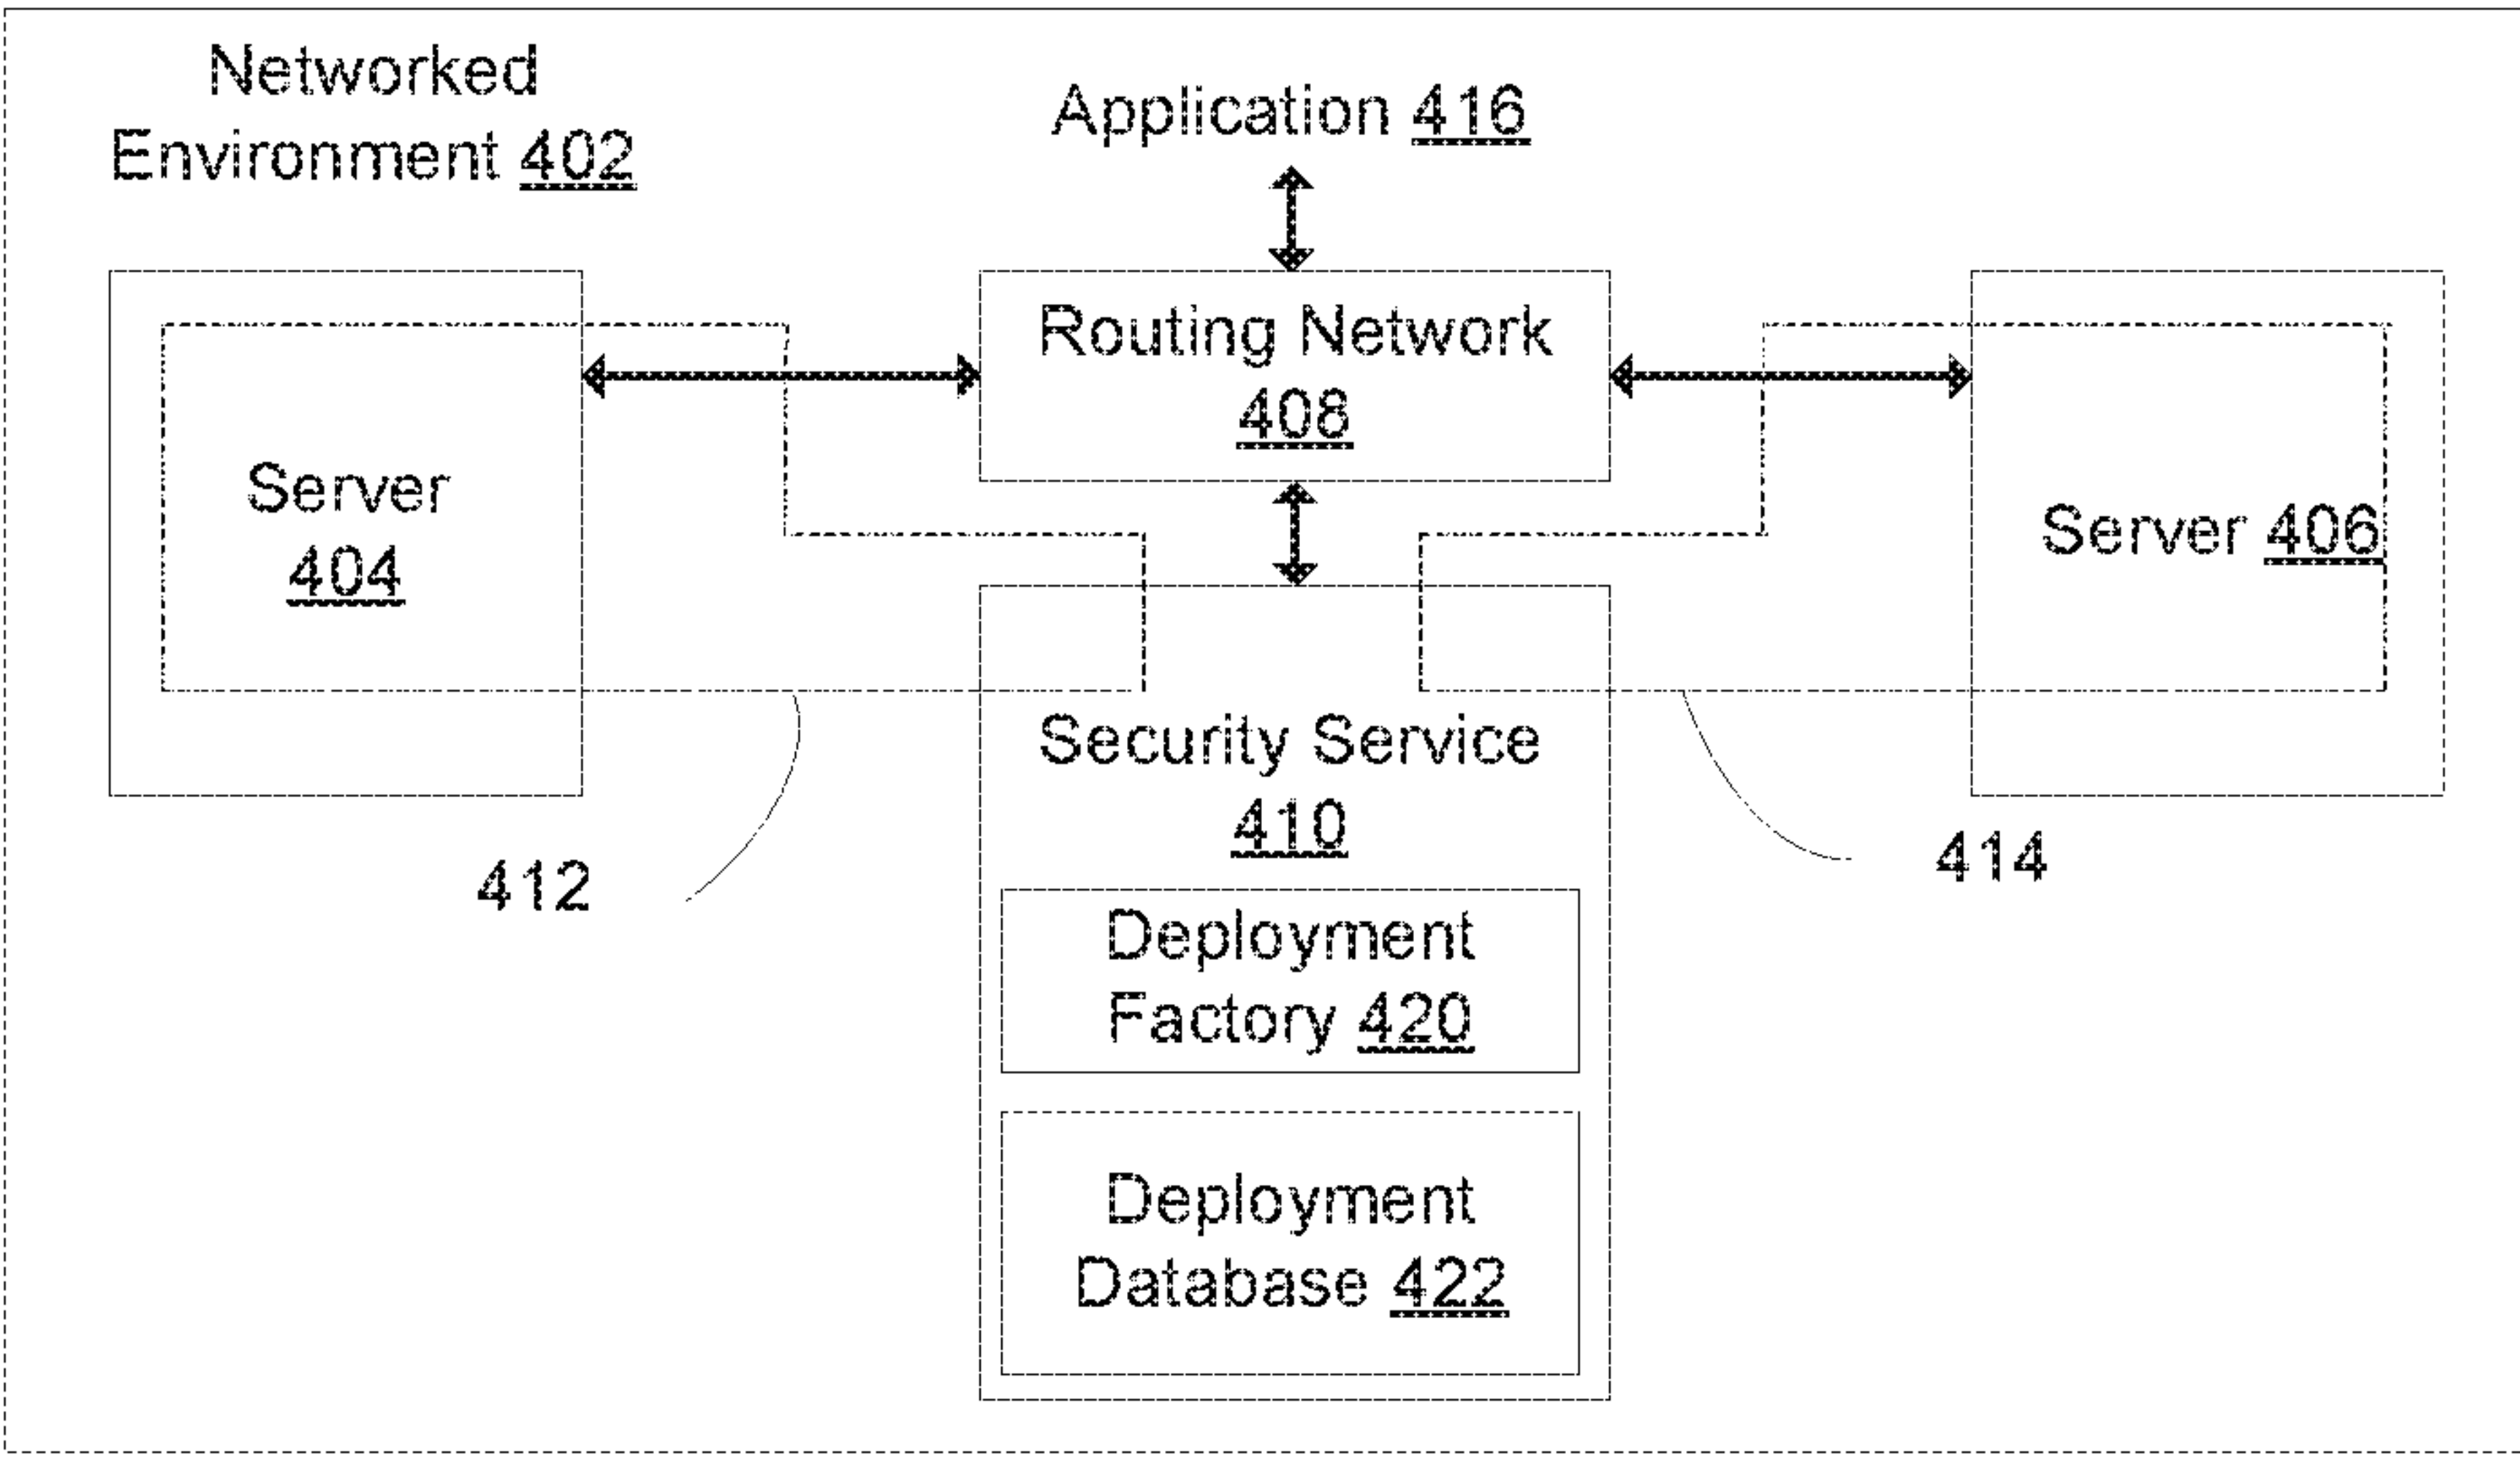 Networked
Environment 402
Application 416
Routing Network
408
Server
404
Server 406
Security Service
410
412
414
Deployment
Factory 420
Deployment
Database 422